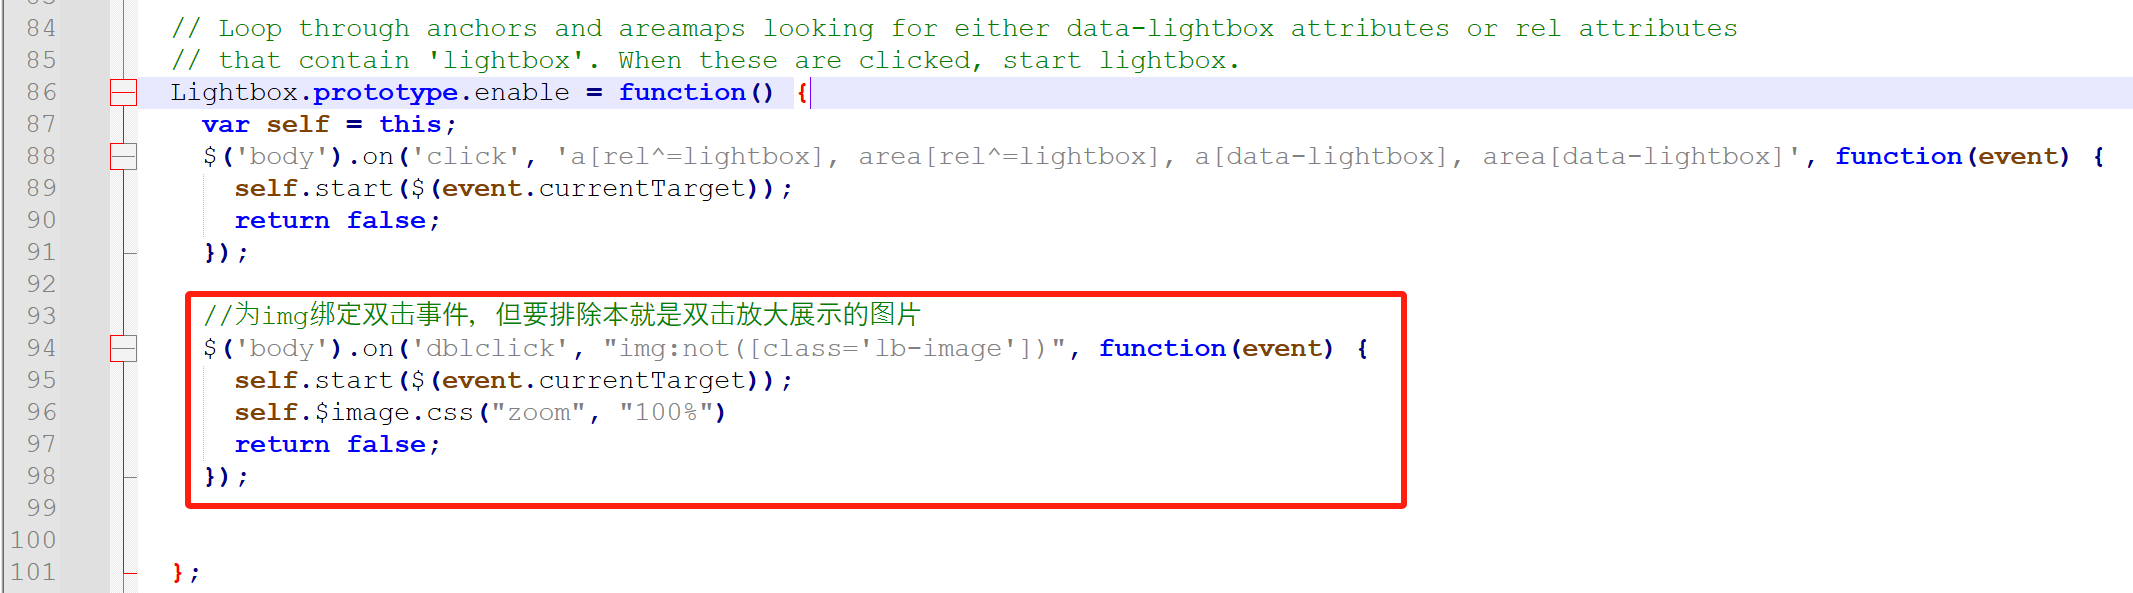 84 // Loop through anchors and areamaps looking for either data-lightbox attributes or rel attributes
85 // that contain 'lightbox'. When these are clicked, start lightbox.
86 Lightbox.prototype.enable = function() {
87 var self = this;
88 $('body').on('click', 'a[rel^=lightbox], area[rel^=lightbox], a[data-lightbox], area[data-lightbox]', function(event) {
89 self.start($(event.currentTarget));
90 return false;
91 });
92
93 //为img绑定双击事件，但要排除本就是双击放大展示的图片
94 $('body').on('dblclick', "img:not([class='lb-image'])", function(event) {
95 self.start($(event.currentTarget));
96 self.$image.css("zoom", "100%")
97 return false;
98 });
99
100
101 };